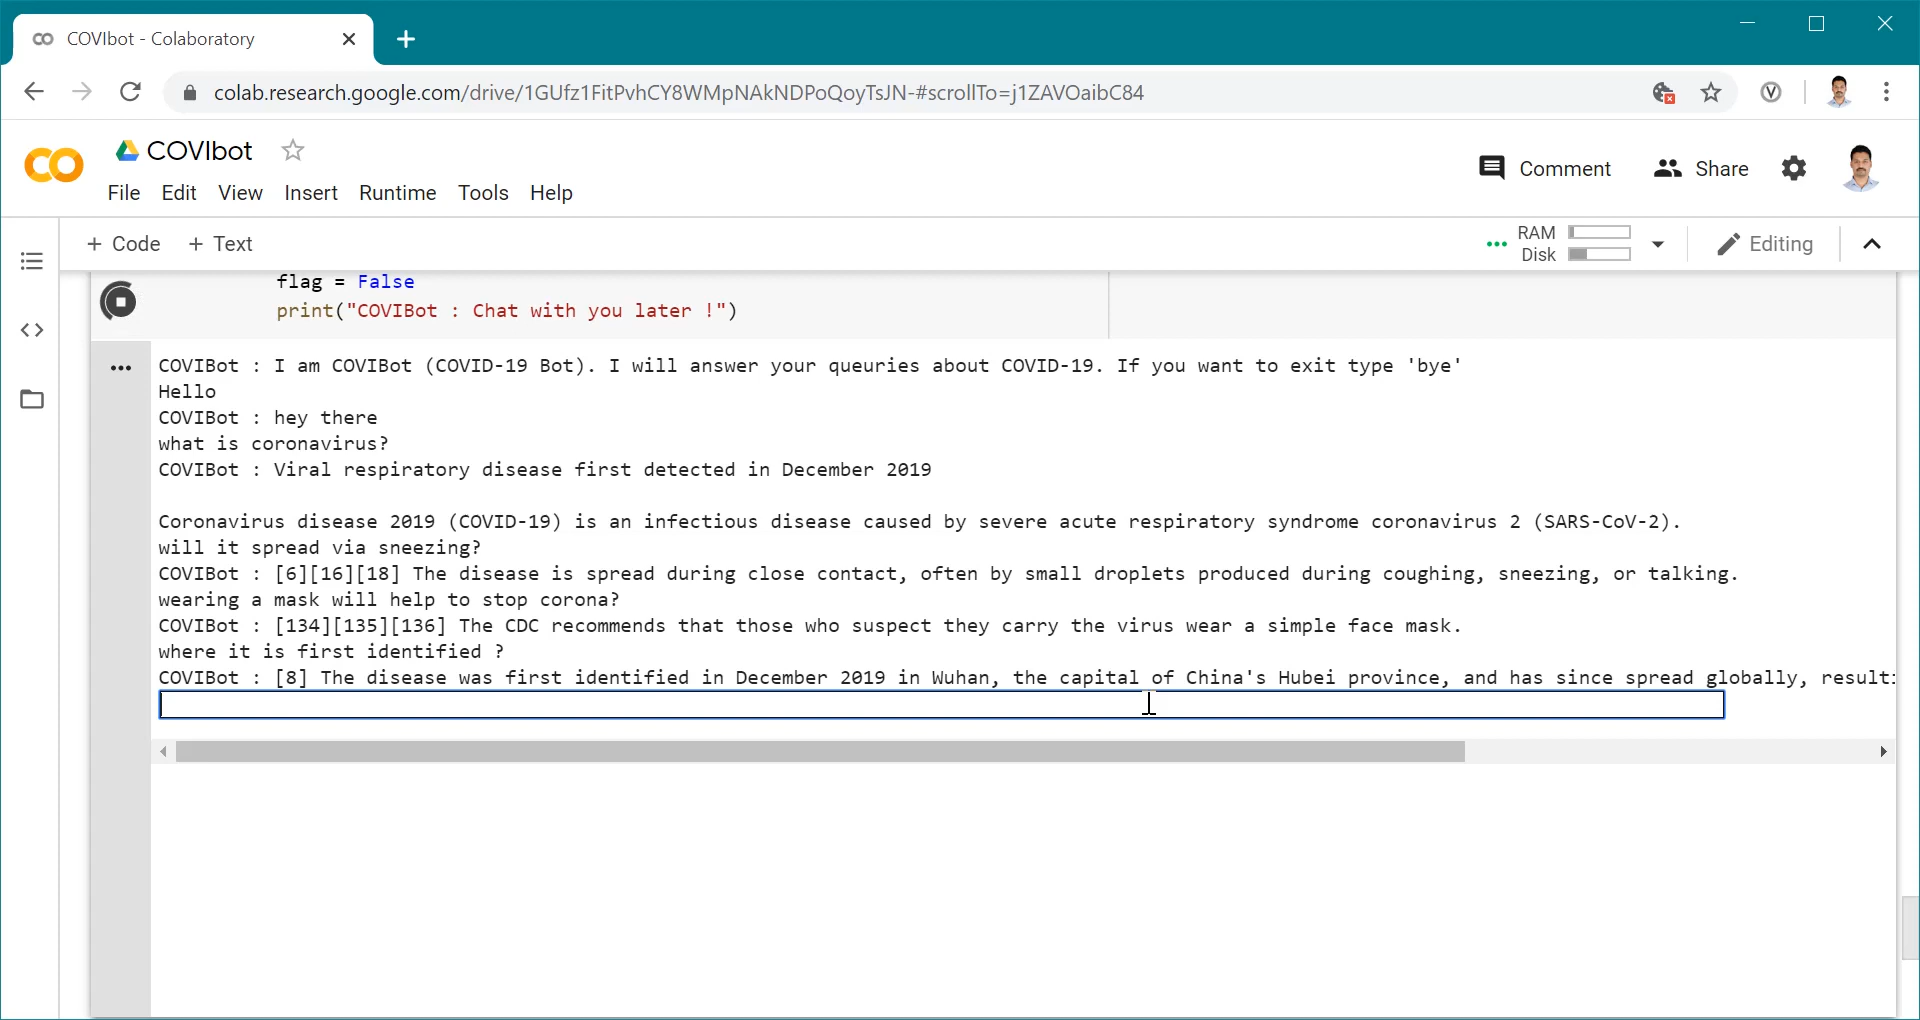 COVIbot - Colaboratory
colab.research.google.com/drive/1GUfz1FitPvhCY8WMpNAkNDPoQoyTsJN-#scrollTo=j1ZAVOaibC84
COVIbot
Comment Share
File Edit View Insert Runtime Tools Help
+ Code + Text
RAM
Disk
Editing
flag = False
print("COVIBot : Chat with you later !")
COVIBot : I am COVIBot (COVID-19 Bot). I will answer your queuries about COVID-19. If you want to exit type 'bye'
Hello
COVIBot : hey there
what is coronavirus?
COVIBot : Viral respiratory disease first detected in December 2019
Coronavirus disease 2019 (COVID-19) is an infectious disease caused by severe acute respiratory syndrome coronavirus 2 (SARS-CoV-2).
will it spread via sneezing?
COVIBot : [6][16][18] The disease is spread during close contact, often by small droplets produced during coughing, sneezing, or talking.
wearing a mask will help to stop corona?
COVIBot : [134][135][136] The CDC recommends that those who suspect they carry the virus wear a simple face mask.
where it is first identified ?
COVIBot : [8] The disease was first identified in December 2019 in Wuhan, the capital of China's Hubei province, and has since spread globally, resulti